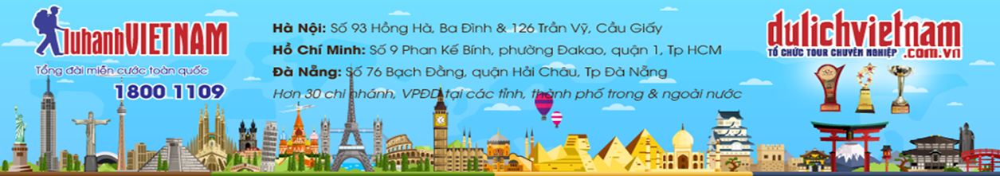 luhanhVIETNAM
Tổng đài miễn cước toàn quốc
1800 1109
Hà Nội: Số 93 Hồng Hà, Ba Đình & 126 Trần Vỹ, Cầu Giấy
Hồ Chí Minh: Số 9 Phan Kế Bính, phường Đakao, quận 1, Tp HCM
Đà Nẵng: Số 76 Bạch Đằng, quận Hải Châu, Tp Đà Nẵng
Hơn 30 chi nhánh, VPĐD tại các tỉnh, thành phố trong & ngoài nước
dulichvietnam
.com.vn
TỔ CHỨC TOUR CHUYÊN NGHIỆP